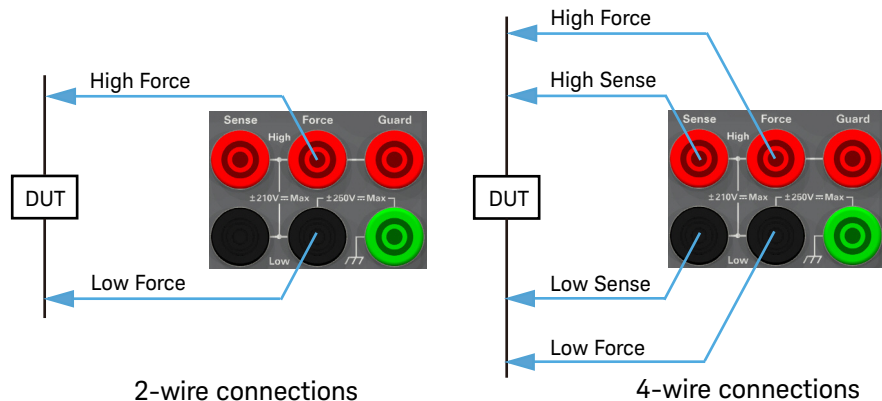 High Force
Sense Force Guard
High
DUT
±210V⎓Max ±250V⎓Max
Low
Low Force
2-wire connections
High Force
High Sense
Sense Force Guard
High
DUT
±210V⎓Max ±250V⎓Max
Low
Low Sense
Low Force
4-wire connections